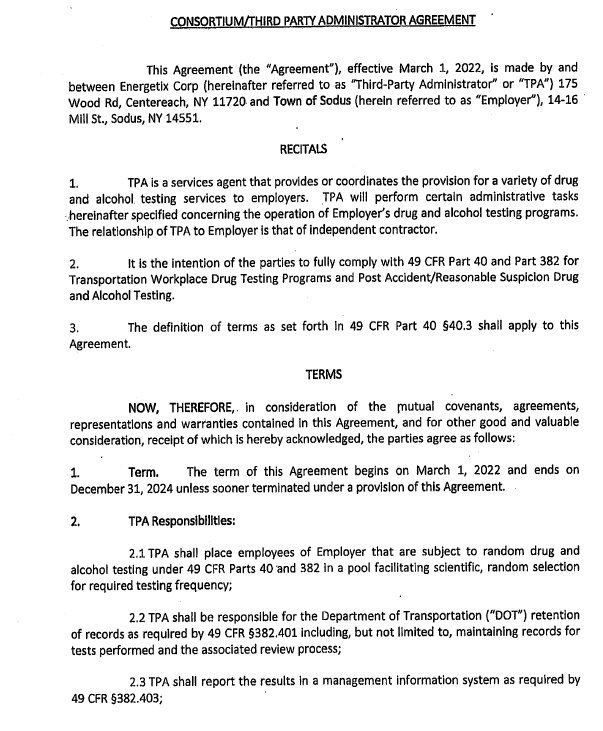 CONSORTIUM/THIRD PARTY ADMINISTRATOR AGREEMENT
This Agreement (the "Agreement"), effective March 1, 2022, is made by and
between Energetix Corp (hereinafter referred to as "Third-Party Administrator" or "TPA") 175
Wood Rd, Centereach, NY 11720 and Town of Sodus (herein referred to as "Employer"), 14-16
Mill St., Sodus, NY 14551.
RECITALS
1. TPA is a services agent that provides or coordinates the provision for a variety of drug
and alcohol testing services to employers. TPA will perform certain administrative tasks
hereinafter specified concerning the operation of Employer's drug and alcohol testing programs.
The relationship of TPA to Employer is that of independent contractor.
2. It is the intention of the parties to fully comply with 49 CFR Part 40 and Part 382 for
Transportation Workplace Drug Testing Programs and Post Accident/Reasonable Suspicion Drug
and Alcohol Testing.
3. The definition of terms as set forth in 49 CFR Part 40 §40.3 shall apply to this
Agreement.
TERMS
NOW, THEREFORE, in consideration of the mutual covenants, agreements,
representations and warranties contained in this Agreement, and for other good and valuable
consideration, receipt of which is hereby acknowledged, the parties agree as follows:
1. Term. The term of this Agreement begins on March 1, 2022 and ends on
December 31, 2024 unless sooner terminated under a provision of this Agreement.
2. TPA Responsibilities:
2.1 TPA shall place employees of Employer that are subject to random drug and
alcohol testing under 49 CFR Parts 40 and 382 in a pool facilitating scientific, random selection
for required testing frequency;
2.2 TPA shall be responsible for the Department of Transportation ("DOT") retention
of records as required by 49 CFR §382.401 including, but not limited to, maintaining records for
tests performed and the associated review process;
2.3 TPA shall report the results in a management information system as required by
49 CFR §382.403;